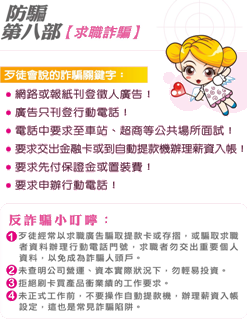 防騙
第八部【求職詐騙】
歹徒會說的詐騙關鍵字：
● 網路或報紙刊登徵人廣告！
● 廣告只刊登行動電話！
● 電話中要求至車站、超商等公共場所面試！
● 要求交出金融卡或到自動提款機辦理薪資入帳！
● 要求先付保證金或置裝費！
● 要求申辦行動電話！
反詐騙小叮嚀：
❶歹徒經常以求職廣告騙取提款卡或存摺，或騙取求職
者資料辦理行動電話門號，求職者勿交出重要個人
資料，以免成為詐騙人頭戶。
❷未查明公司營運、資本實際狀況下，勿輕易投資。
❸拒絕刷卡買產品衝業績的工作要求。
❹未正式工作前，不要操作自動提款機，辦理薪資入帳
設定，這也是常見詐騙陷阱。